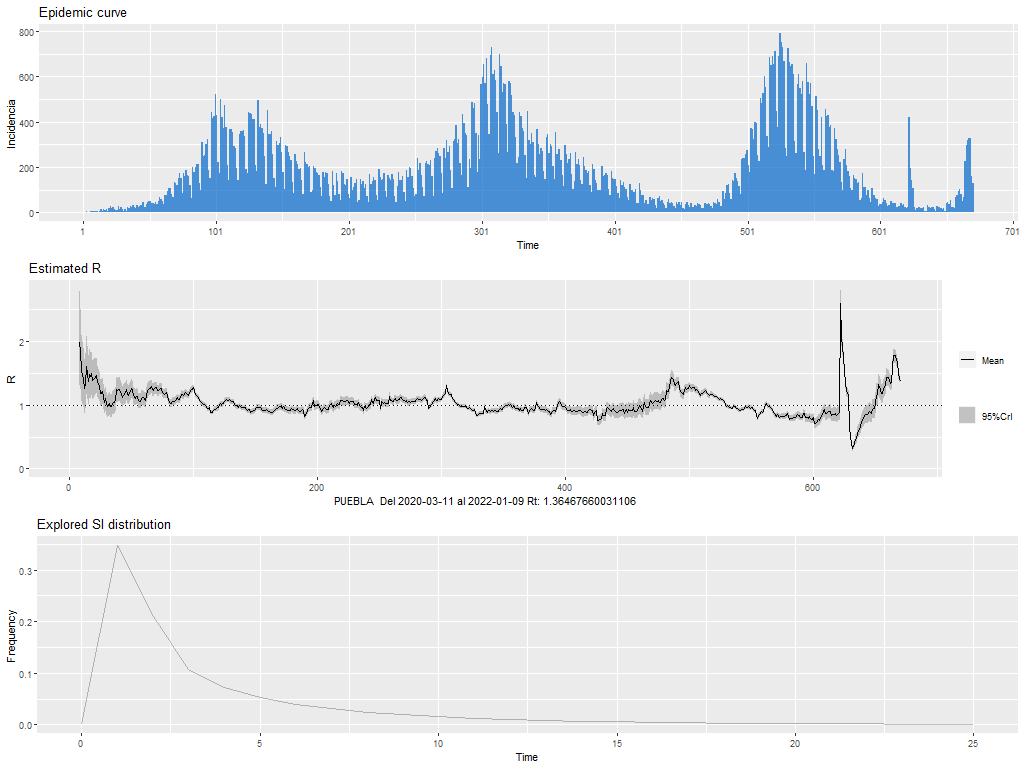 Epidemic curve
800
600
400
200
0
Incidencia
1
101
201
301
401
501
601
701
Time
Estimated R
2
1
0
R
Mean
95%CrI
0
200
400
600
PUEBLA Del 2020-03-11 al 2022-01-09 Rt: 1.36467660031106
Explored SI distribution
0.3
0.2
0.1
0.0
Frequency
0
5
10
15
20
25
Time